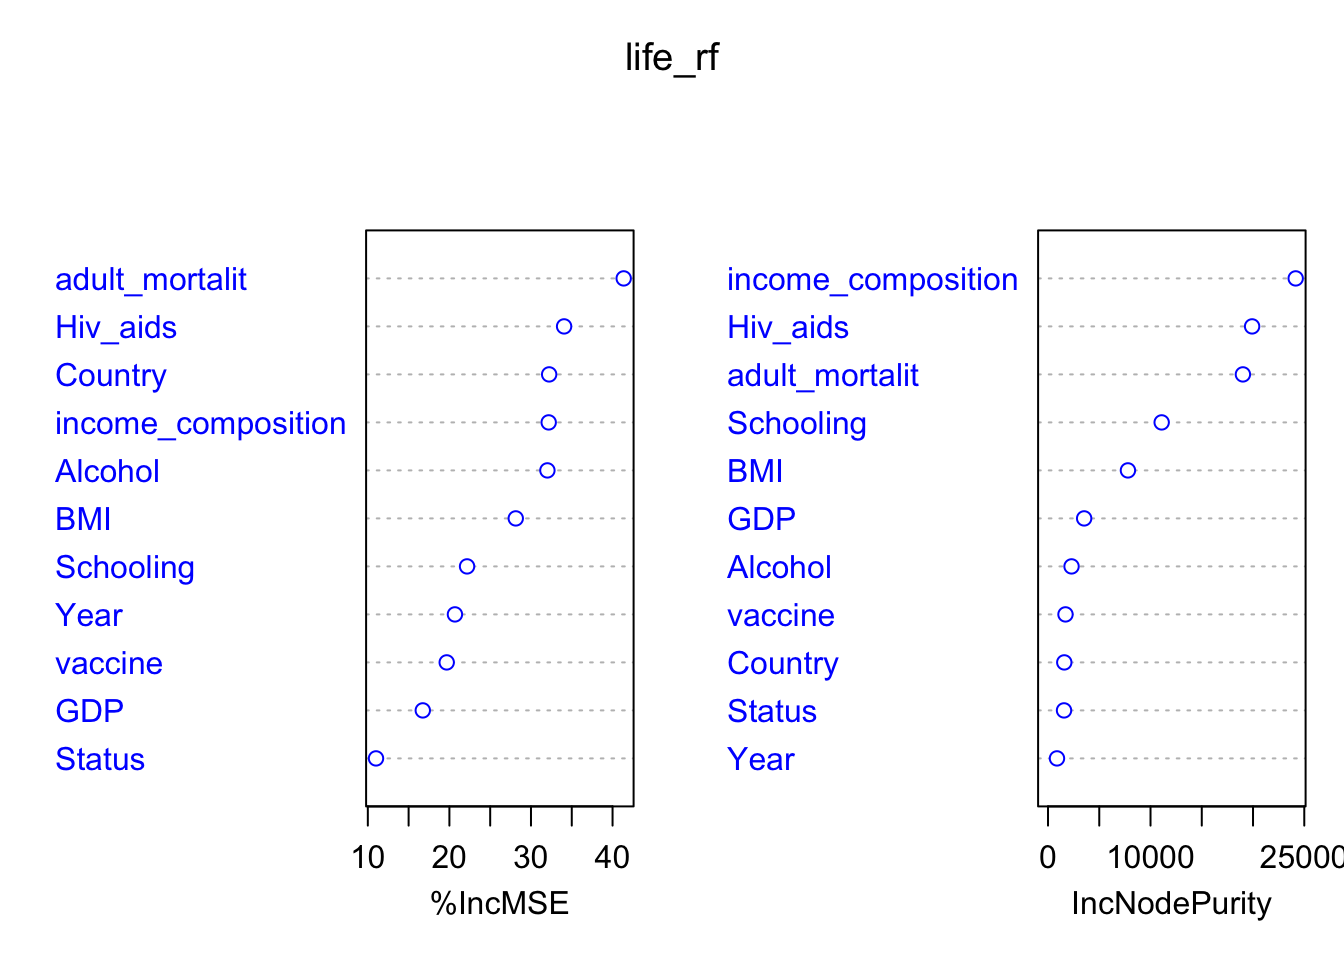 life_rf
adult_mortalit
Hiv_aids
Country
income_composition
Alcohol
BMI
Schooling
Year
vaccine
GDP
Status
10 20 30 40
%IncMSE
income_composition
Hiv_aids
adult_mortalit
Schooling
BMI
GDP
Alcohol
vaccine
Country
Status
Year
0 10000 25000
IncNodePurity